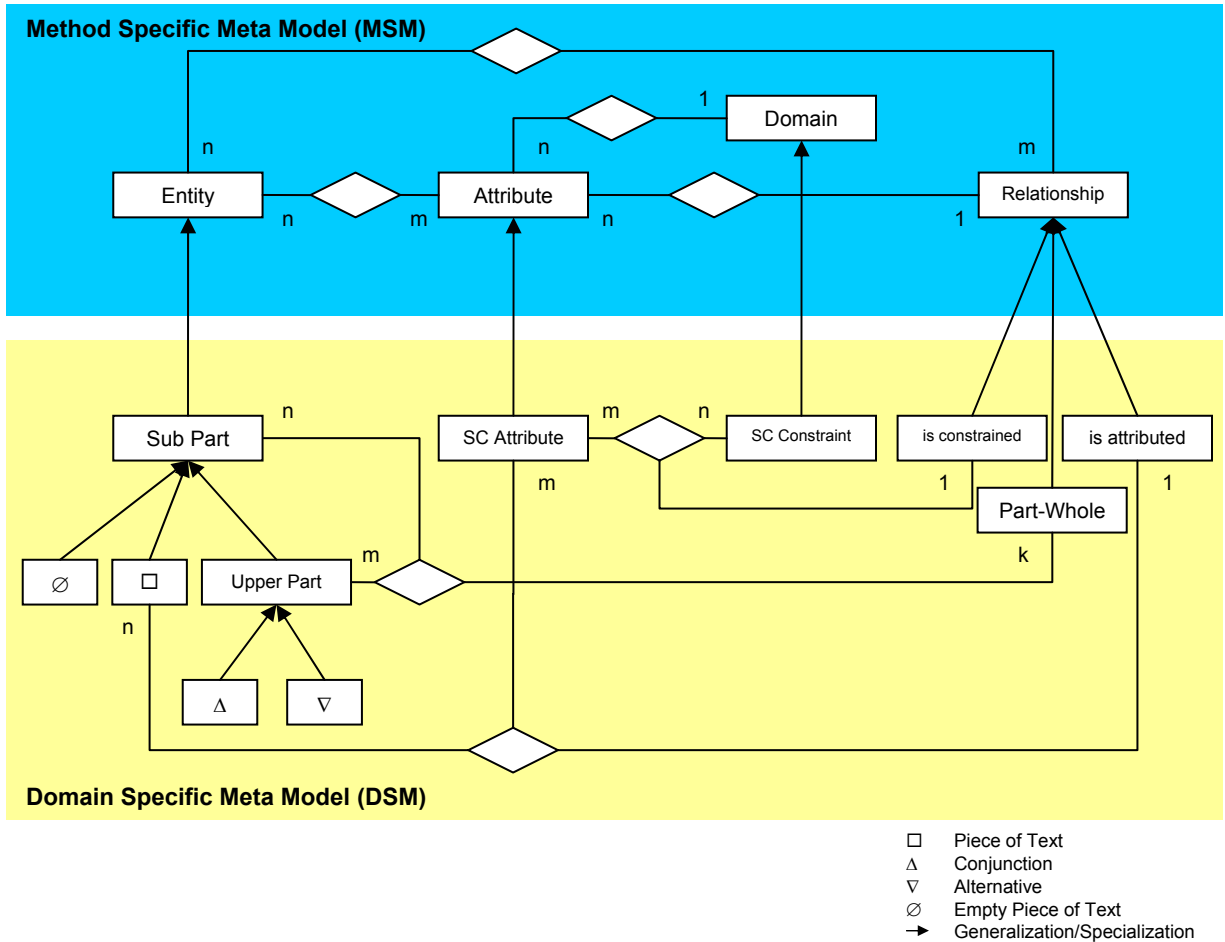 Method Specific Meta Model (MSM)
1
Domain
n
n
m
Entity
Attribute
Relationship
n
m
n
1
n
m
n
Sub Part
SC Attribute
SC Constraint
is constrained
is attributed
m
1
1
Part-Whole
m
k
∅
□
Upper Part
n
Δ
∇
Domain Specific Meta Model (DSM)
□ Piece of Text
Δ Conjunction
∇ Alternative
∅ Empty Piece of Text
→ Generalization/Specialization